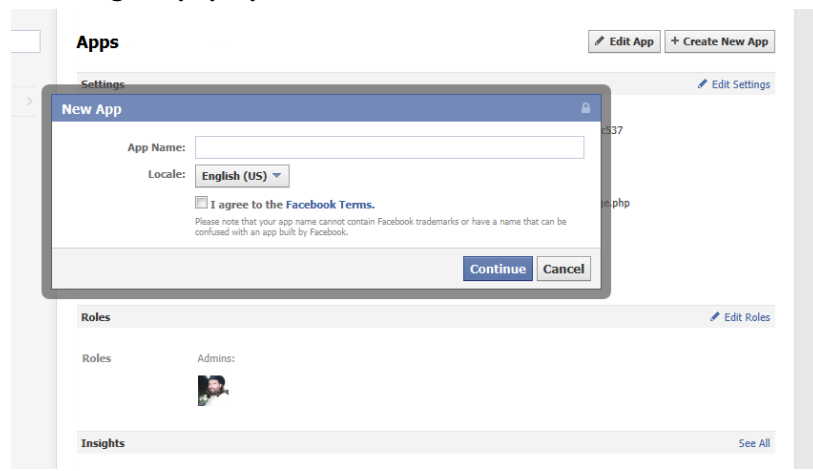 Apps
Edit App
+ Create New App
Settings
Edit Settings
New App
c537
App Name:
Locale: English (US)
I agree to the Facebook Terms.
Please note that your app name cannot contain Facebook trademarks or have a name that can be
confused with an app built by Facebook.
Continue Cancel
Roles
Edit Roles
Roles Admins:
Insights
See All